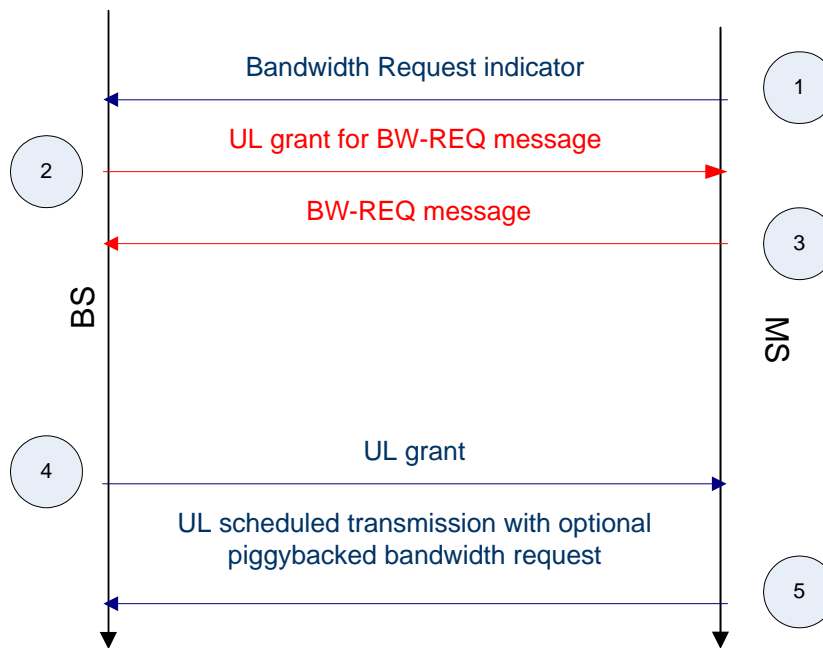 Bandwidth Request indicator
1
UL grant for BW-REQ message
2
BW-REQ message
3
BS
MS
UL grant
4
UL scheduled transmission with optional
piggybacked bandwidth request
5